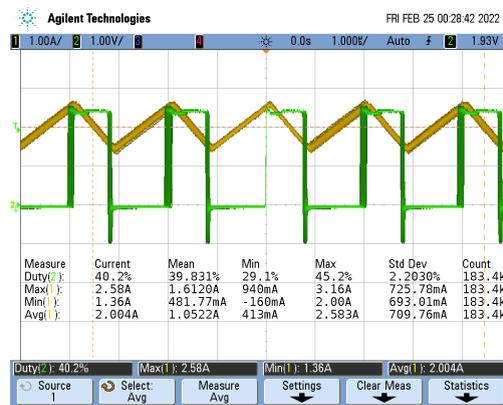 Agilent Technologies FRI FEB 25 00:28:42 2022
1 1.00A/ 2 1.00V/ 3 4 0.0s 1.000%/ Auto 2 1.93V
T
2
Measure Current Mean Min Max Std Dev Count
Duty(2): 40.2% 39.831% 29.1% 45.2% 2.2030% 183.4k
Max(1): 2.58A 1.6120A 940mA 3.16A 725.78mA 183.4k
Min(1): 1.36A 481.77mA -160mA 2.00A 693.01mA 183.4k
Avg(1): 2.004A 1.0522A 413mA 2.583A 709.76mA 183.4k
Duty(2): 40.2% Max(1): 2.58A Min(1): 1.36A Avg(1): 2.004A
Source Select: Measure Settings Clear Meas Statistics
1 Avg Avg